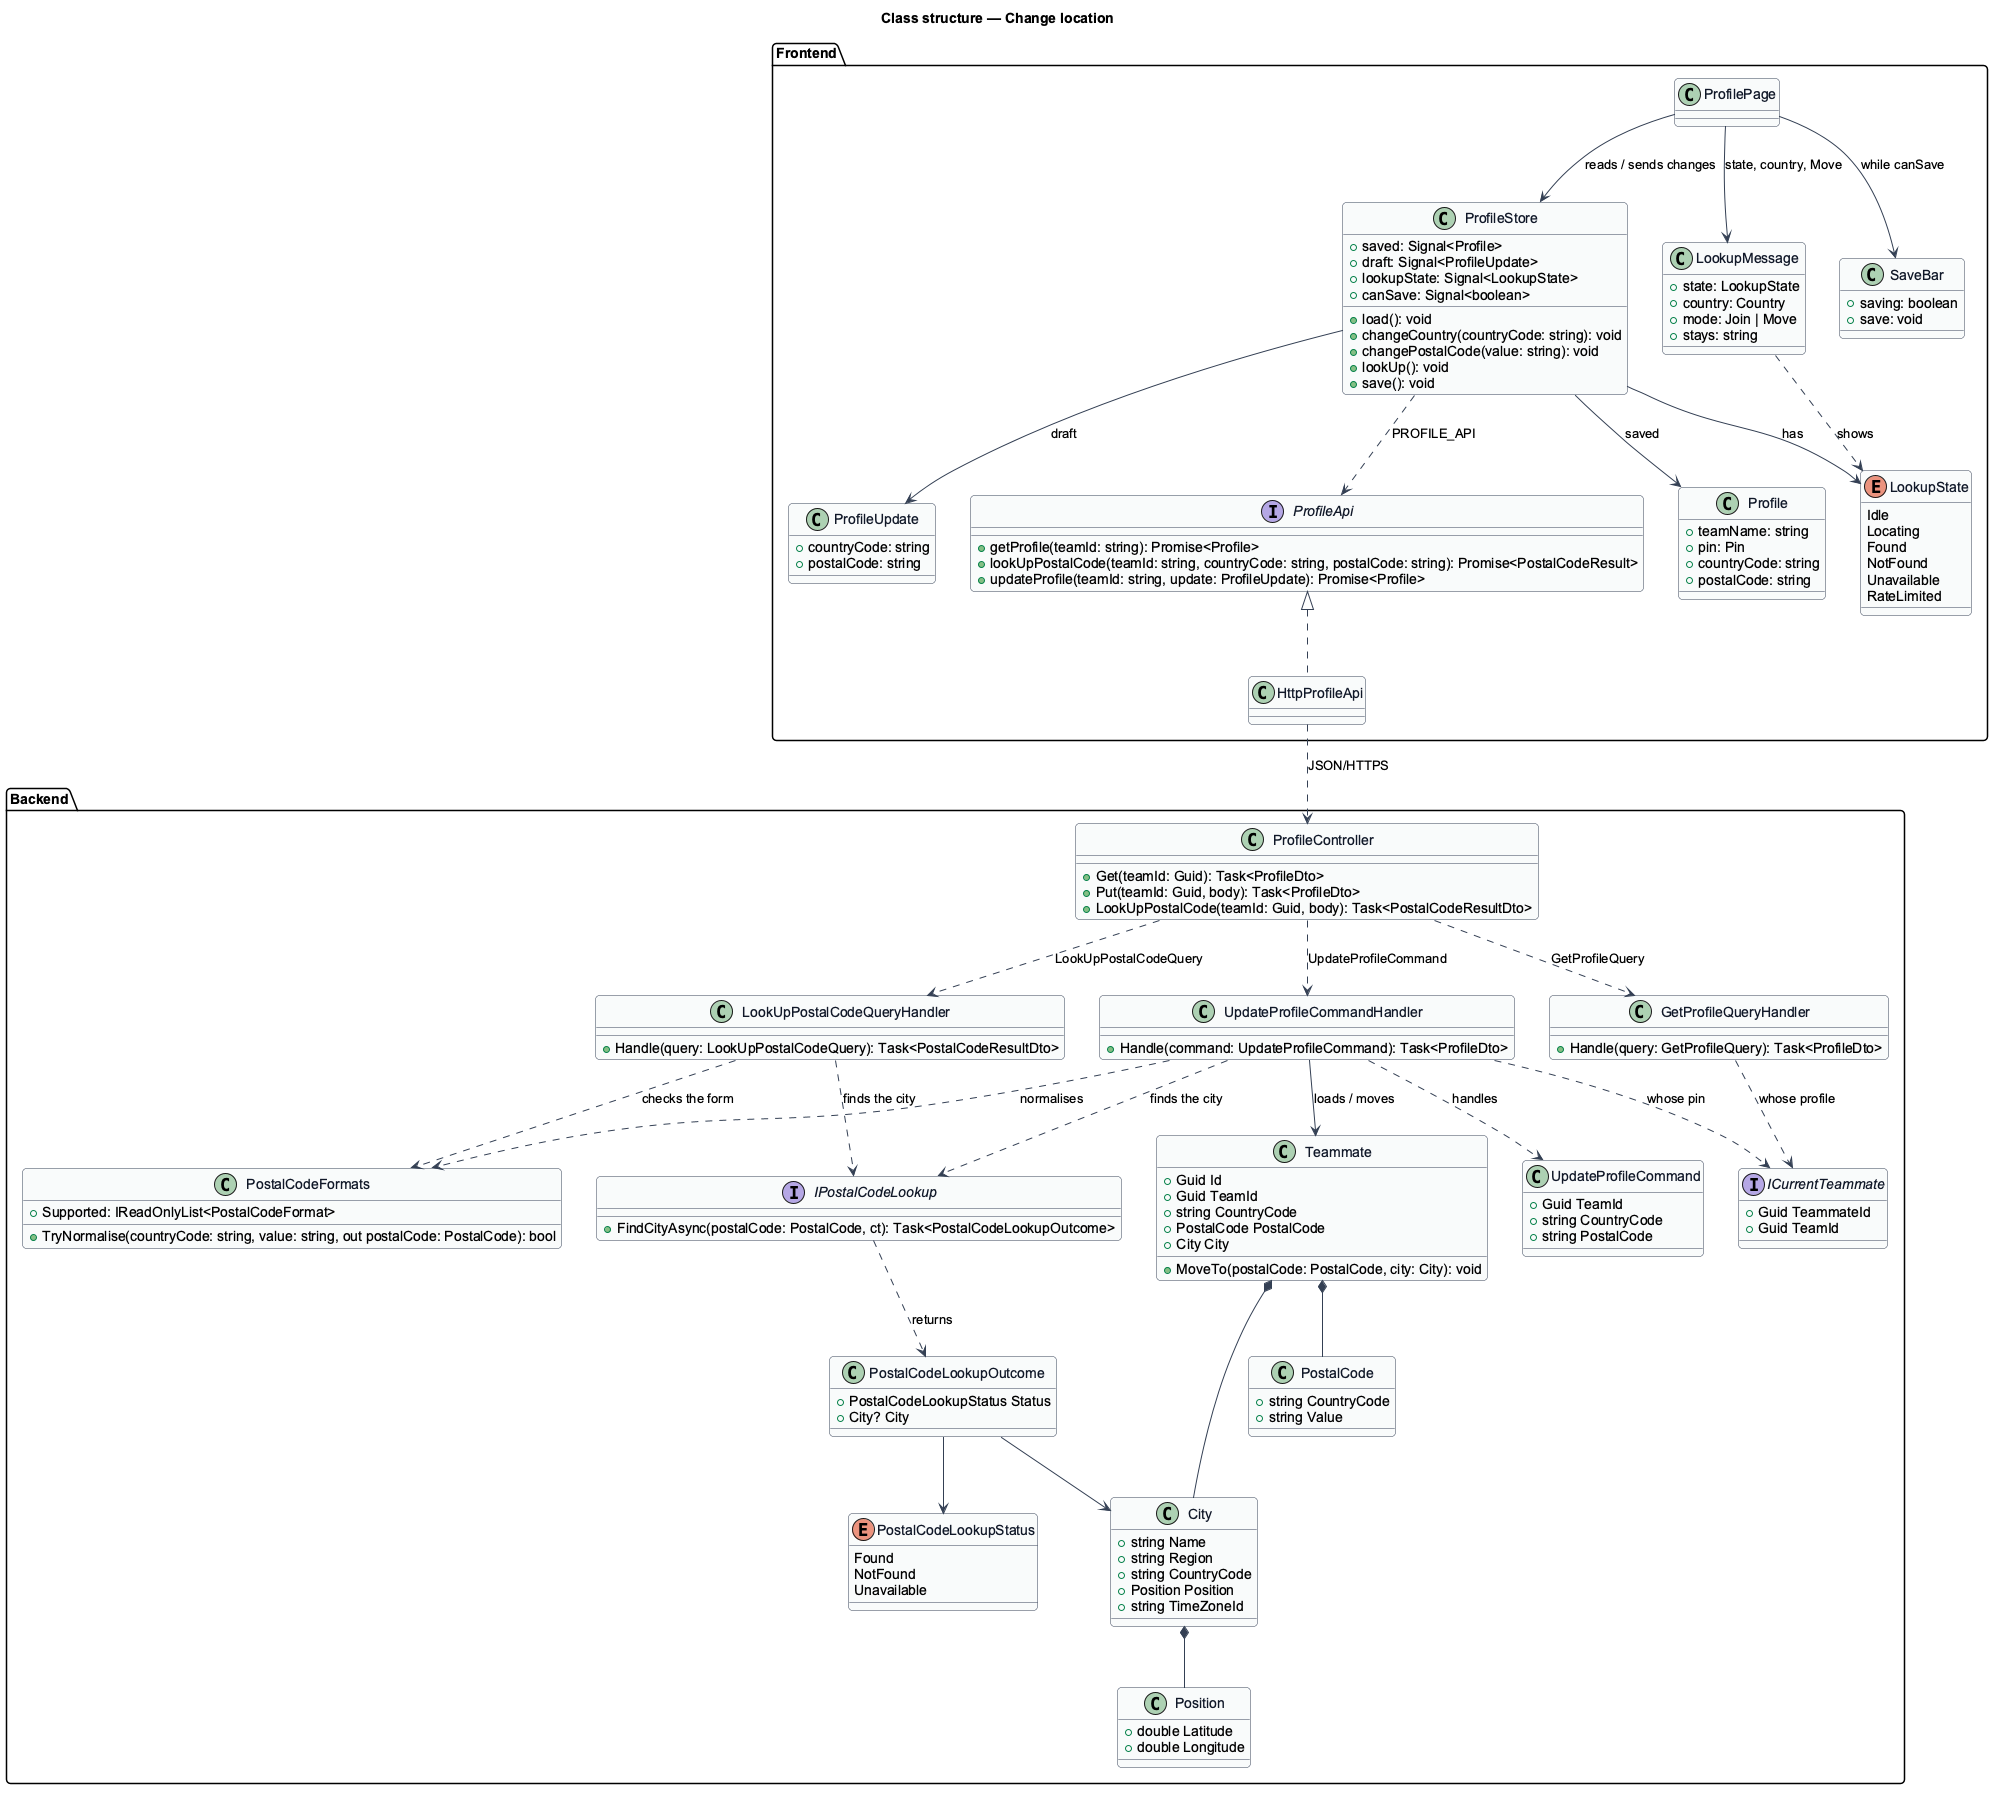 Class structure — Change location
Frontend
C ProfilePage
reads / sends changes
state, country, Move
while canSave
C ProfileStore
saved: Signal<Profile>
draft: Signal<ProfileUpdate>
lookupState: Signal<LookupState>
canSave: Signal<boolean>
load(): void
changeCountry(countryCode: string): void
changePostalCode(value: string): void
lookUp(): void
save(): void
C LookupMessage
state: LookupState
country: Country
mode: Join | Move
stays: string
C SaveBar
saving: boolean
save: void
draft
PROFILE_API
saved
has
shows
C ProfileUpdate
countryCode: string
postalCode: string
I ProfileApi
getProfile(teamId: string): Promise<Profile>
lookUpPostalCode(teamId: string, countryCode: string, postalCode: string): Promise<PostalCodeResult>
updateProfile(teamId: string, update: ProfileUpdate): Promise<Profile>
C Profile
teamName: string
pin: Pin
countryCode: string
postalCode: string
E LookupState
Idle
Locating
Found
NotFound
Unavailable
RateLimited
C HttpProfileApi
JSON/HTTPS
Backend
C ProfileController
Get(teamId: Guid): Task<ProfileDto>
Put(teamId: Guid, body): Task<ProfileDto>
LookUpPostalCode(teamId: Guid, body): Task<PostalCodeResultDto>
LookUpPostalCodeQuery
UpdateProfileCommand
GetProfileQuery
C LookUpPostalCodeQueryHandler
Handle(query: LookUpPostalCodeQuery): Task<PostalCodeResultDto>
C UpdateProfileCommandHandler
Handle(command: UpdateProfileCommand): Task<ProfileDto>
C GetProfileQueryHandler
Handle(query: GetProfileQuery): Task<ProfileDto>
checks the form
finds the city
normalises
finds the city
loads / moves
handles
whose pin
whose profile
C PostalCodeFormats
Supported: IReadOnlyList<PostalCodeFormat>
TryNormalise(countryCode: string, value: string, out postalCode: PostalCode): bool
I IPostalCodeLookup
FindCityAsync(postalCode: PostalCode, ct): Task<PostalCodeLookupOutcome>
C Teammate
Guid Id
Guid TeamId
string CountryCode
PostalCode PostalCode
City City
MoveTo(postalCode: PostalCode, city: City): void
C UpdateProfileCommand
Guid TeamId
string CountryCode
string PostalCode
I ICurrentTeammate
Guid TeammateId
Guid TeamId
returns
C PostalCodeLookupOutcome
PostalCodeLookupStatus Status
City? City
C PostalCode
string CountryCode
string Value
E PostalCodeLookupStatus
Found
NotFound
Unavailable
C City
string Name
string Region
string CountryCode
Position Position
string TimeZoneId
C Position
double Latitude
double Longitude